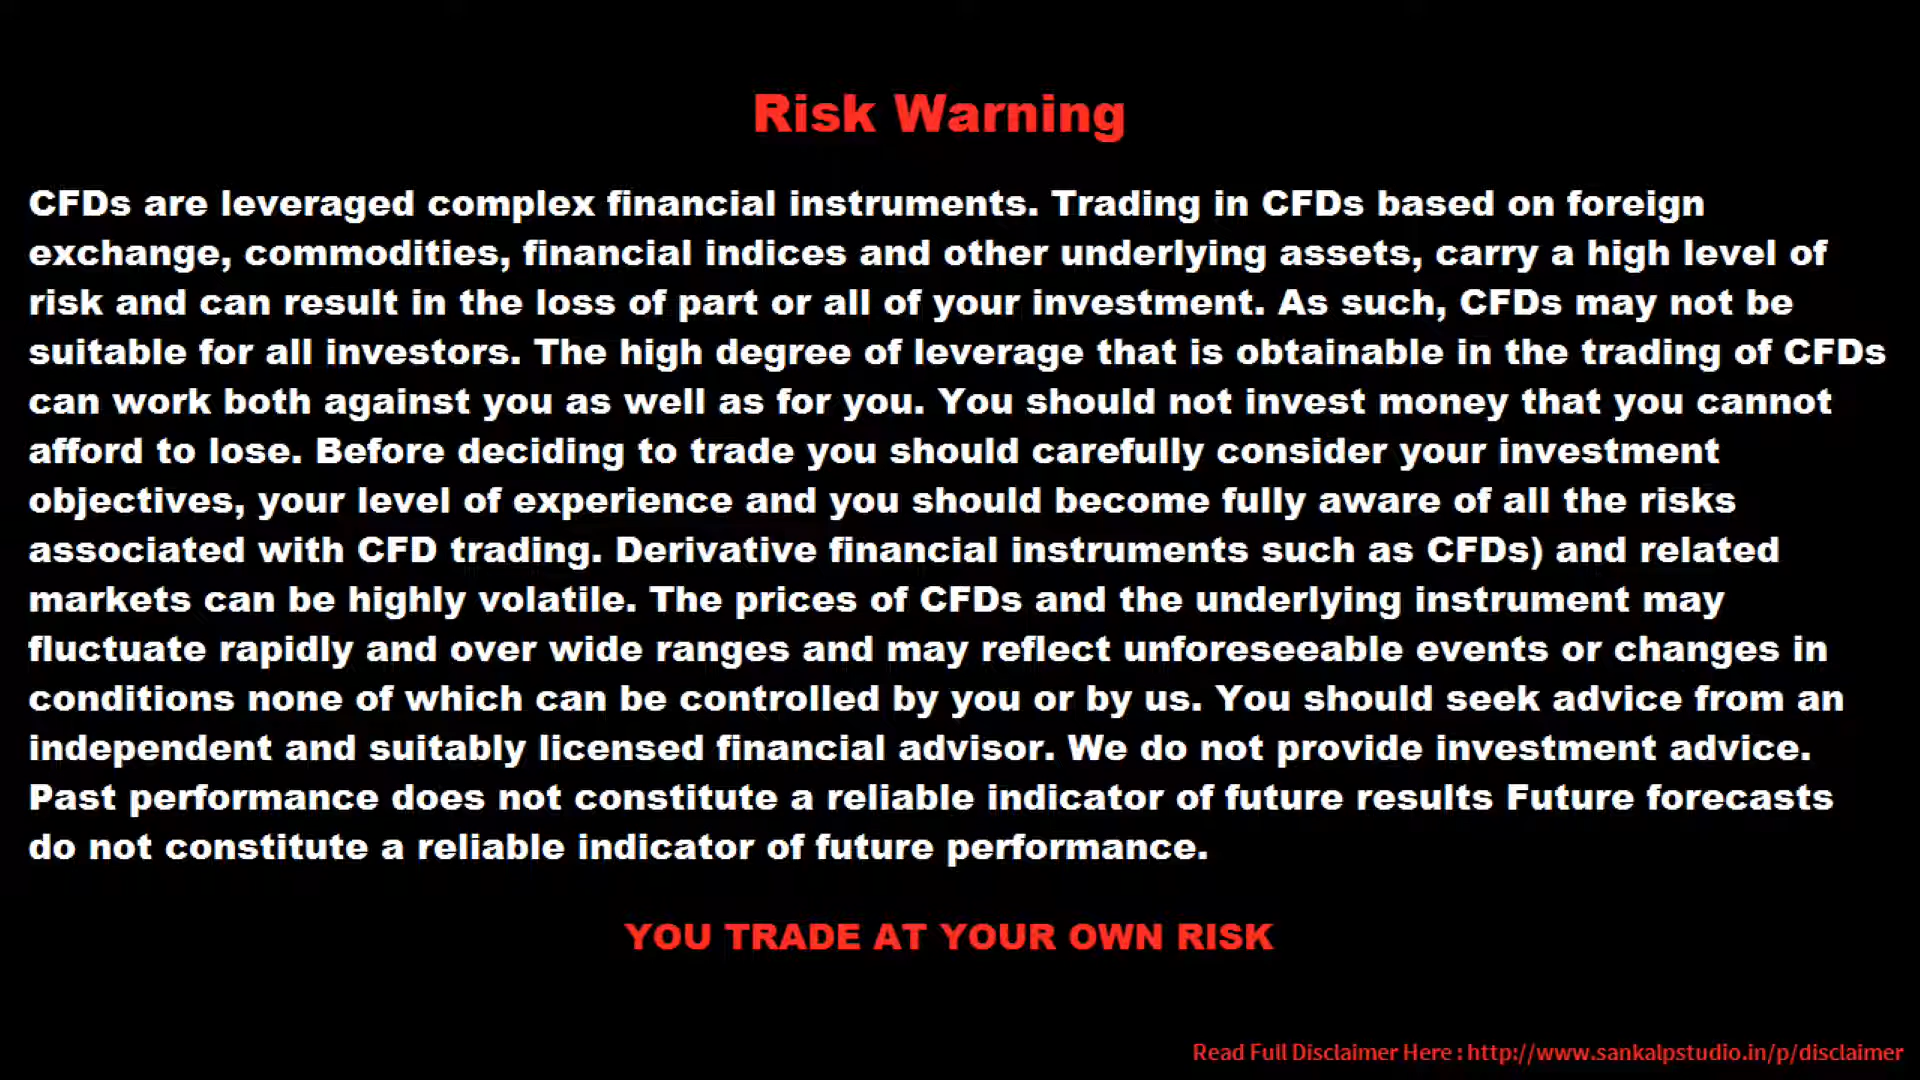 Risk Warning
CFDs are leveraged complex financial instruments. Trading in CFDs based on foreign
exchange, commodities, financial indices and other underlying assets, carry a high level of
risk and can result in the loss of part or all of your investment. As such, CFDs may not be
suitable for all investors. The high degree of leverage that is obtainable in the trading of CFDs
can work both against you as well as for you. You should not invest money that you cannot
afford to lose. Before deciding to trade you should carefully consider your investment
objectives, your level of experience and you should become fully aware of all the risks
associated with CFD trading. Derivative financial instruments such as CFDs) and related
markets can be highly volatile. The prices of CFDs and the underlying instrument may
fluctuate rapidly and over wide ranges and may reflect unforeseeable events or changes in
conditions none of which can be controlled by you or by us. You should seek advice from an
independent and suitably licensed financial advisor. We do not provide investment advice.
Past performance does not constitute a reliable indicator of future results Future forecasts
do not constitute a reliable indicator of future performance.
YOU TRADE AT YOUR OWN RISK
Read Full Disclaimer Here : http://www.sankalpstudio.in/p/disclaimer